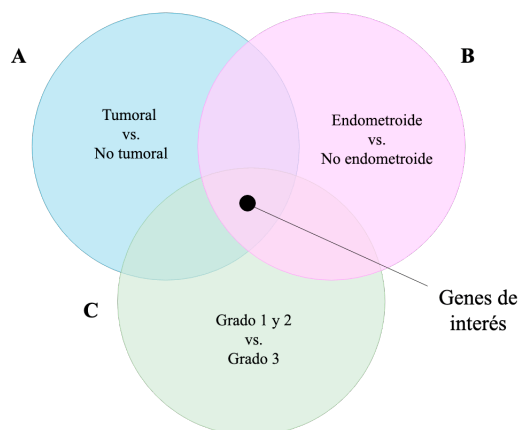 A
B
Tumoral
vs.
No tumoral
Endometroide
vs.
No endometroide
C
Grado 1 y 2
vs.
Grado 3
Genes de
interés